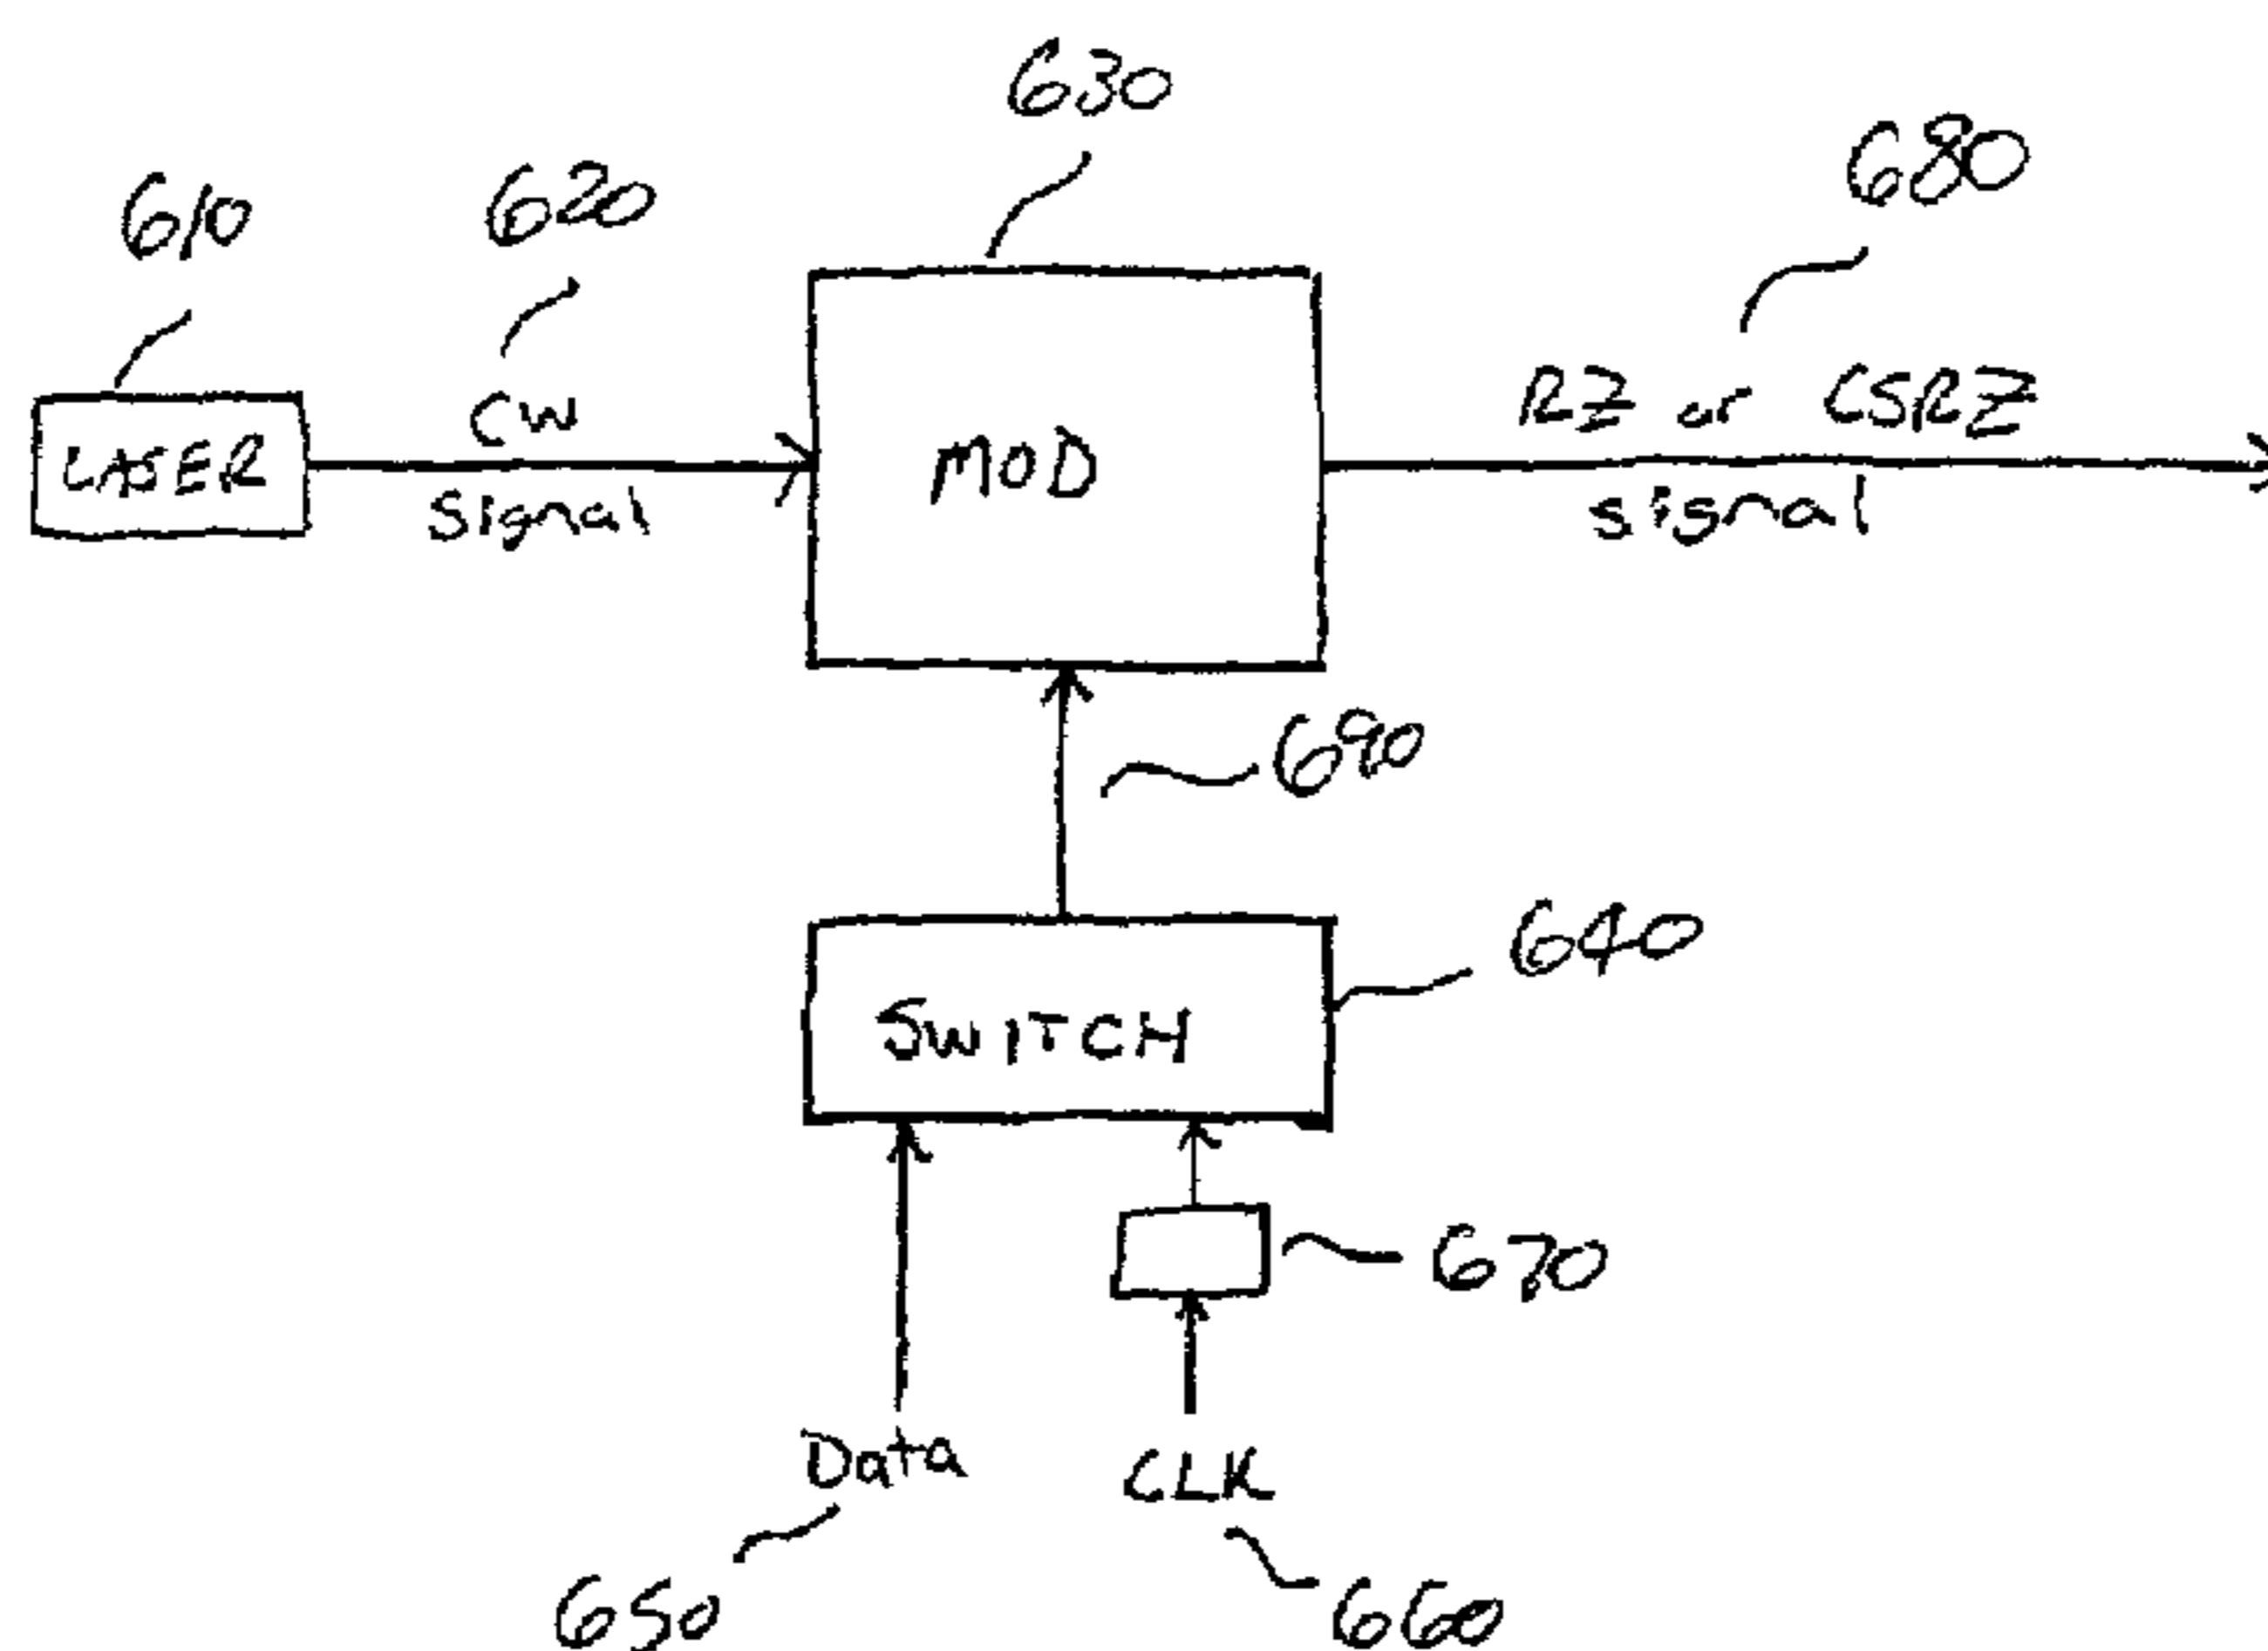 630
680
620
610
RZ or CSRZ
CW
LASER
MOD
signal
signal
690
640
SWITCH
670
Data
CLK
650
660